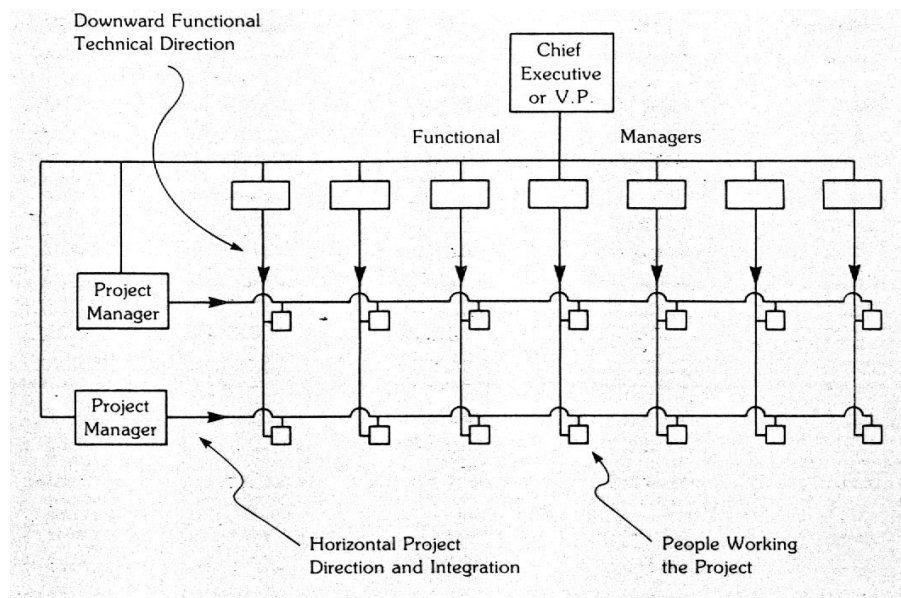 Downward Functional
Technical Direction
Chief
Executive
or V.P.
Functional Managers
Project
Manager
Project
Manager
Horizontal Project
Direction and Integration
People Working
the Project